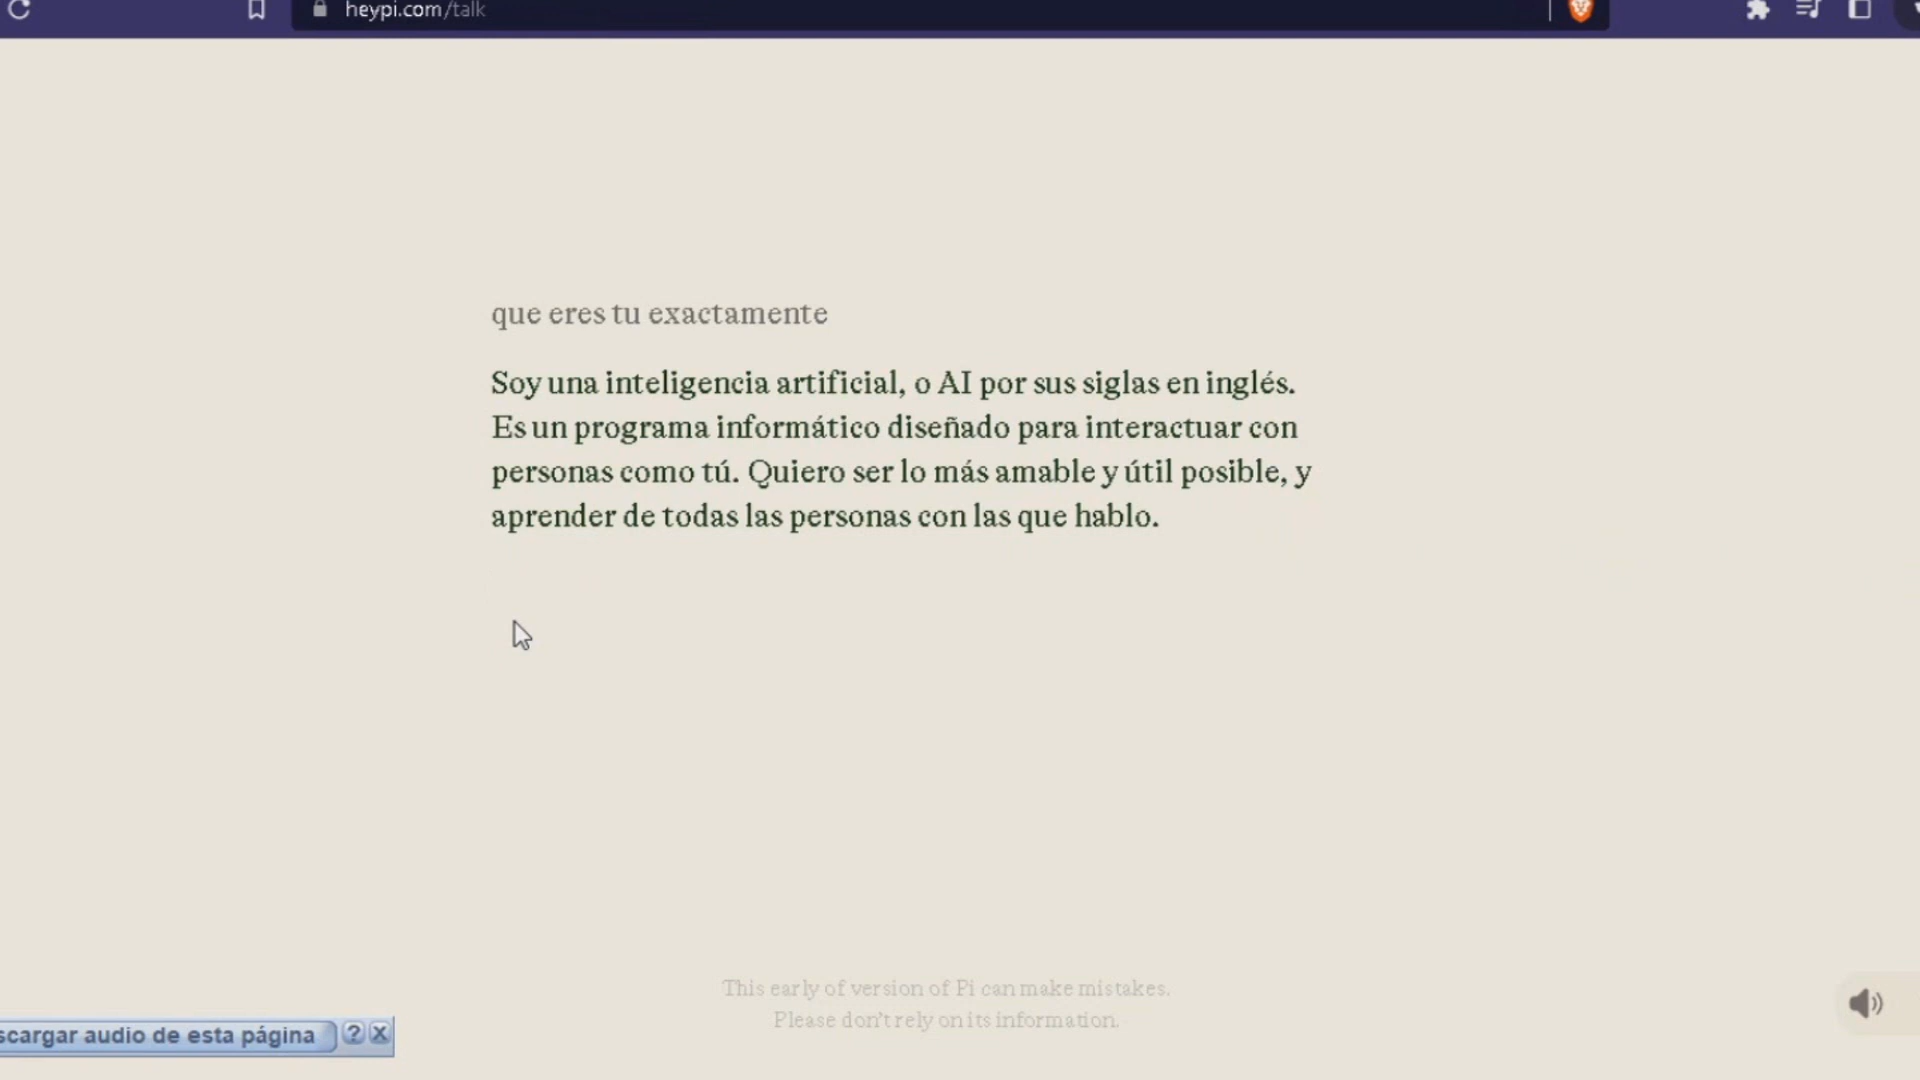 heypi.com/talk
que eres tu exactamente
Soy una inteligencia artificial, o AI por sus siglas en inglés.
Es un programa informático diseñado para interactuar con
personas como tú. Quiero ser lo más amable y útil posible, y
aprender de todas las personas con las que hablo.
This early of version of Pi can make mistakes.
Please don't rely on its information.
scargar audio de esta página ? X